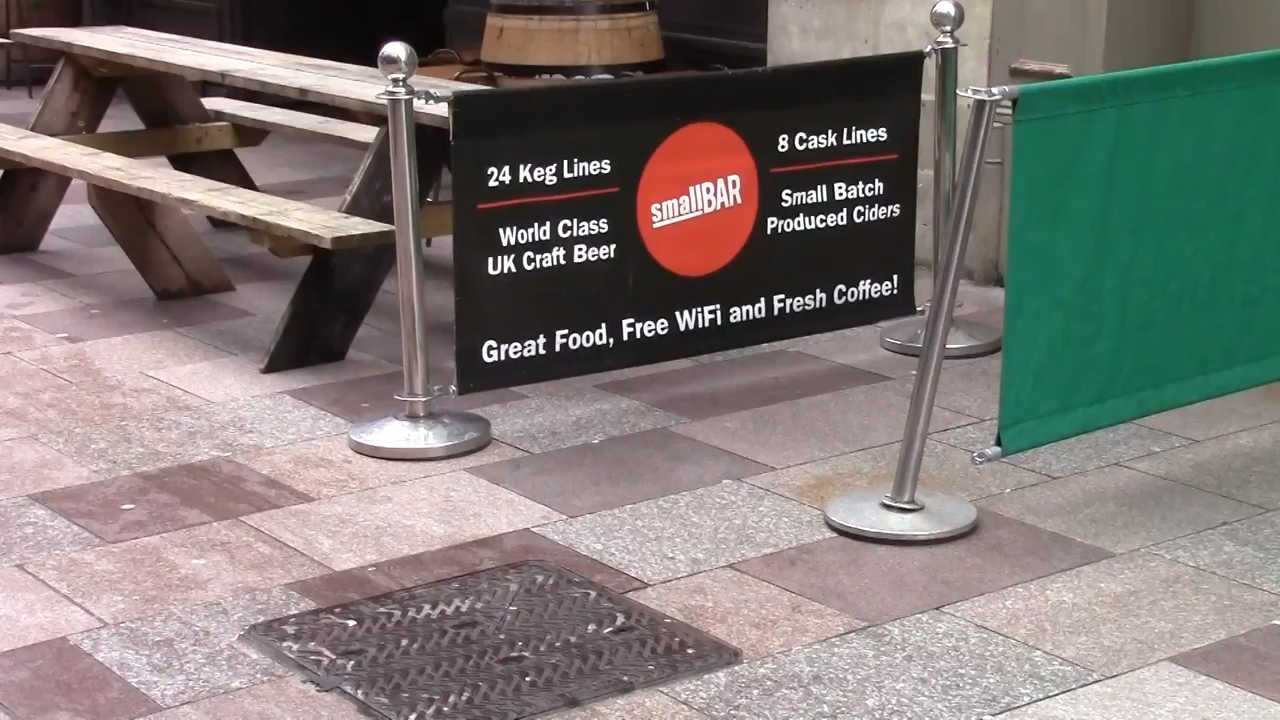 24 Keg Lines
World Class
UK Craft Beer
smallBAR
8 Cask Lines
Small Batch
Produced Ciders
Great Food, Free WiFi and Fresh Coffee!